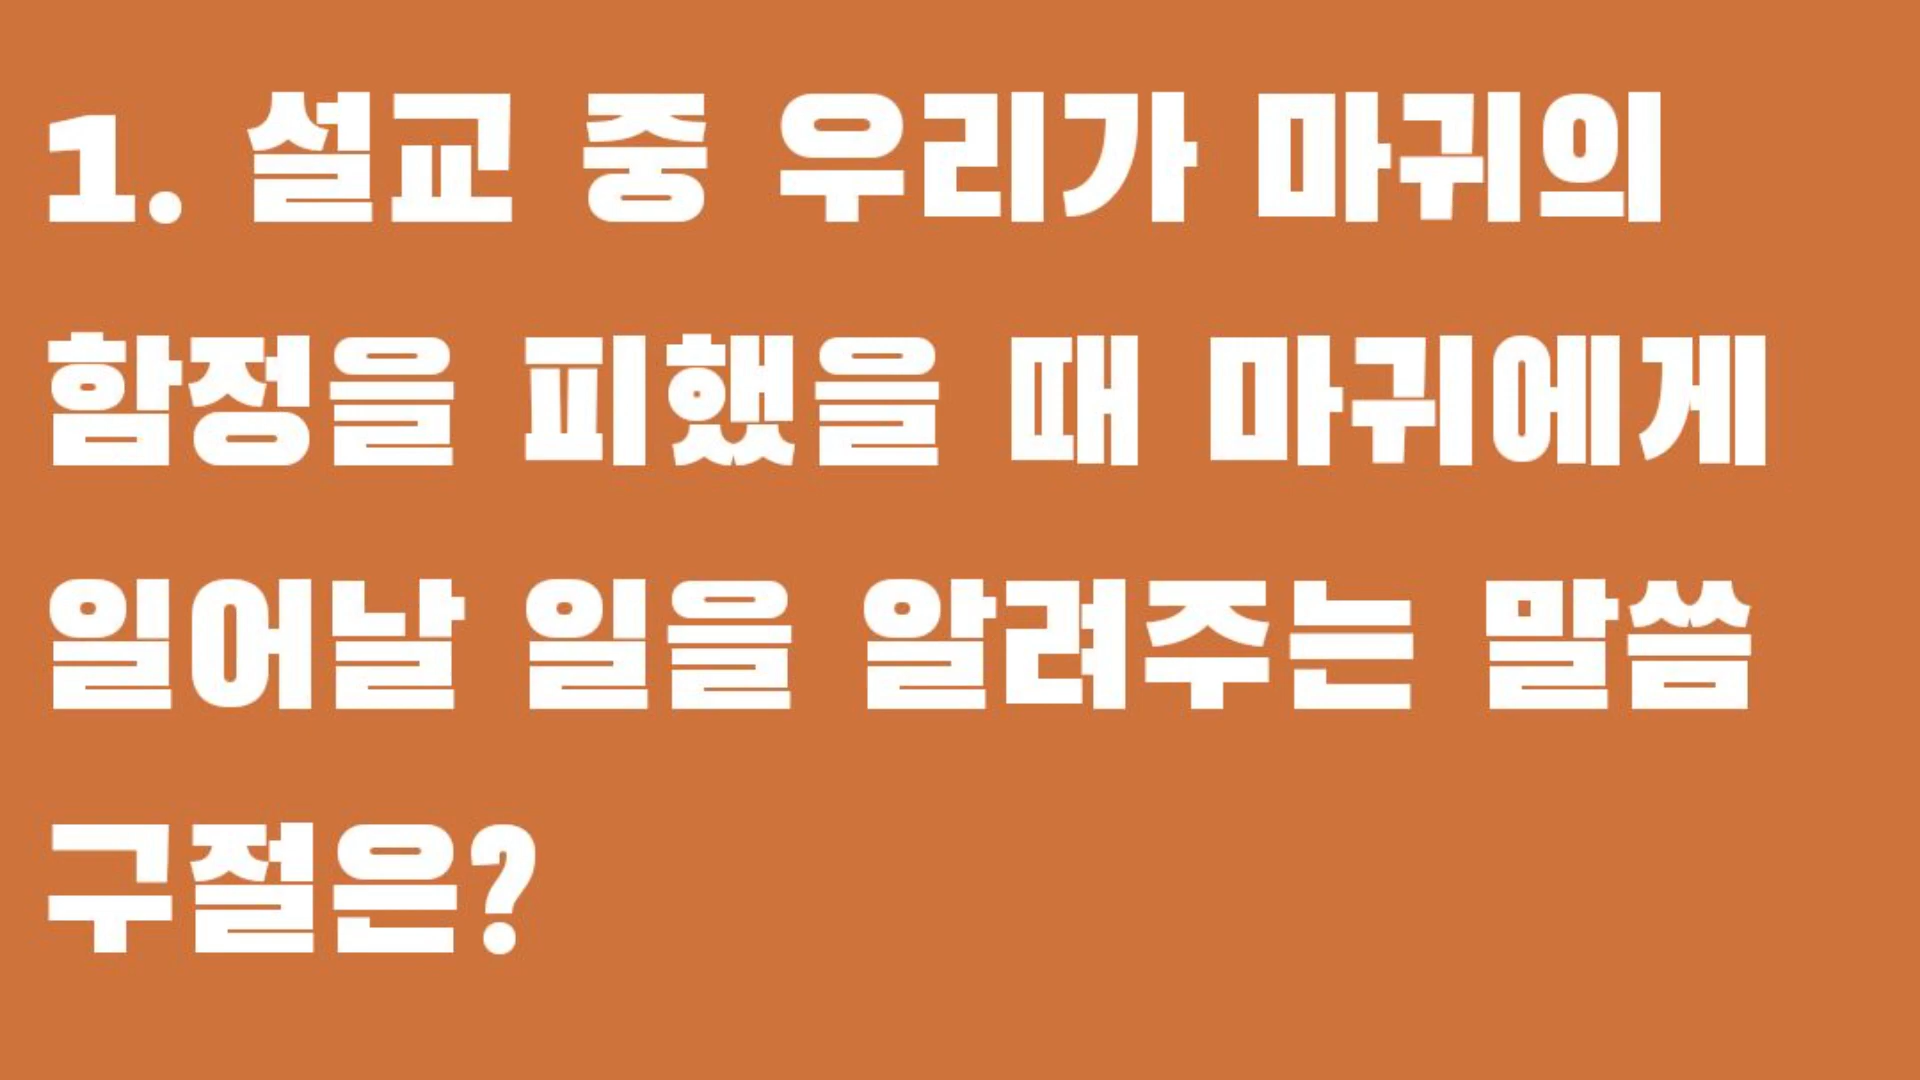 1. 설교 중 우리가 마귀의
함정을 피했을 때 마귀에게
일어날 일을 알려주는 말씀
구절은?